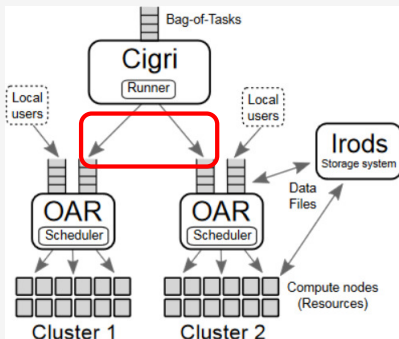 Bag-of-Tasks
Cigri
Runner
Local
users
Local
users
Irods
Storage system
Data
Files
OAR
Scheduler
OAR
Scheduler
Compute nodes
(Resources)
Cluster 1
Cluster 2